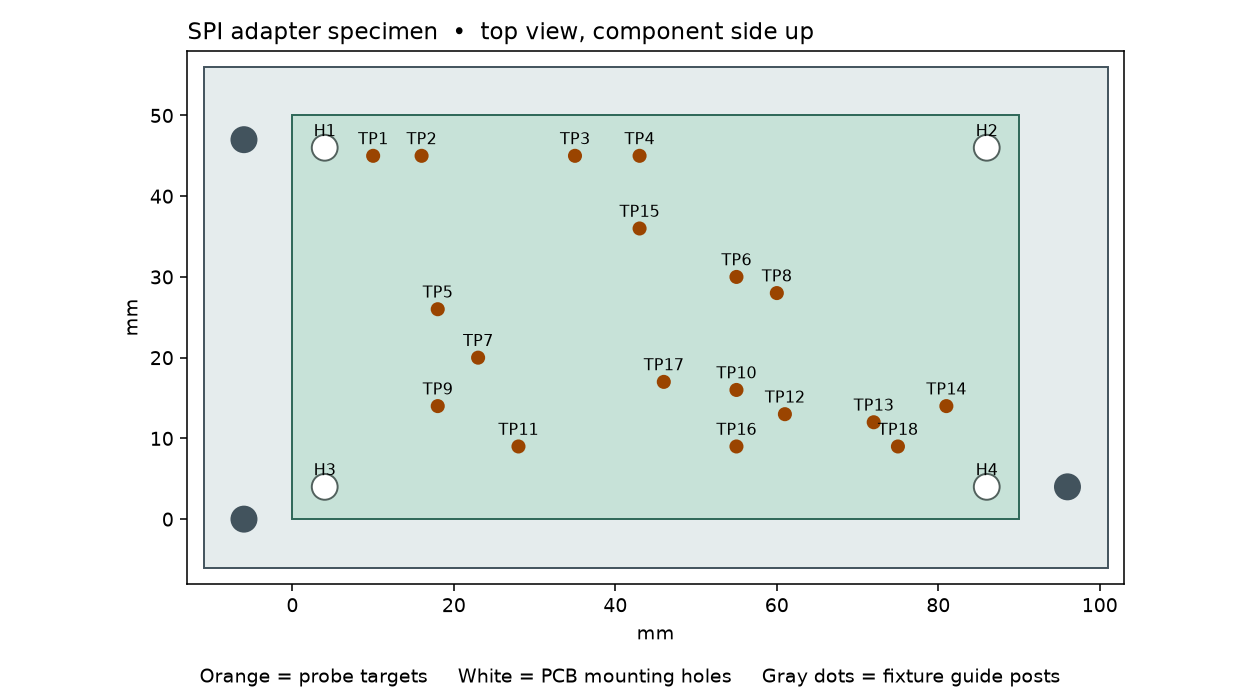 SPI adapter specimen • top view, component side up
50
H1
H2
TP1 TP2 TP3 TP4
40
TP15
TP6
TP8
30
TP5
mm
TP7
20
TP17
TP10
TP9
TP12
TP14
TP13
10
TP11 TP16 TP18
H3
H4
0
0 20 40 60 80 100
mm
Orange = probe targets White = PCB mounting holes Gray dots = fixture guide posts